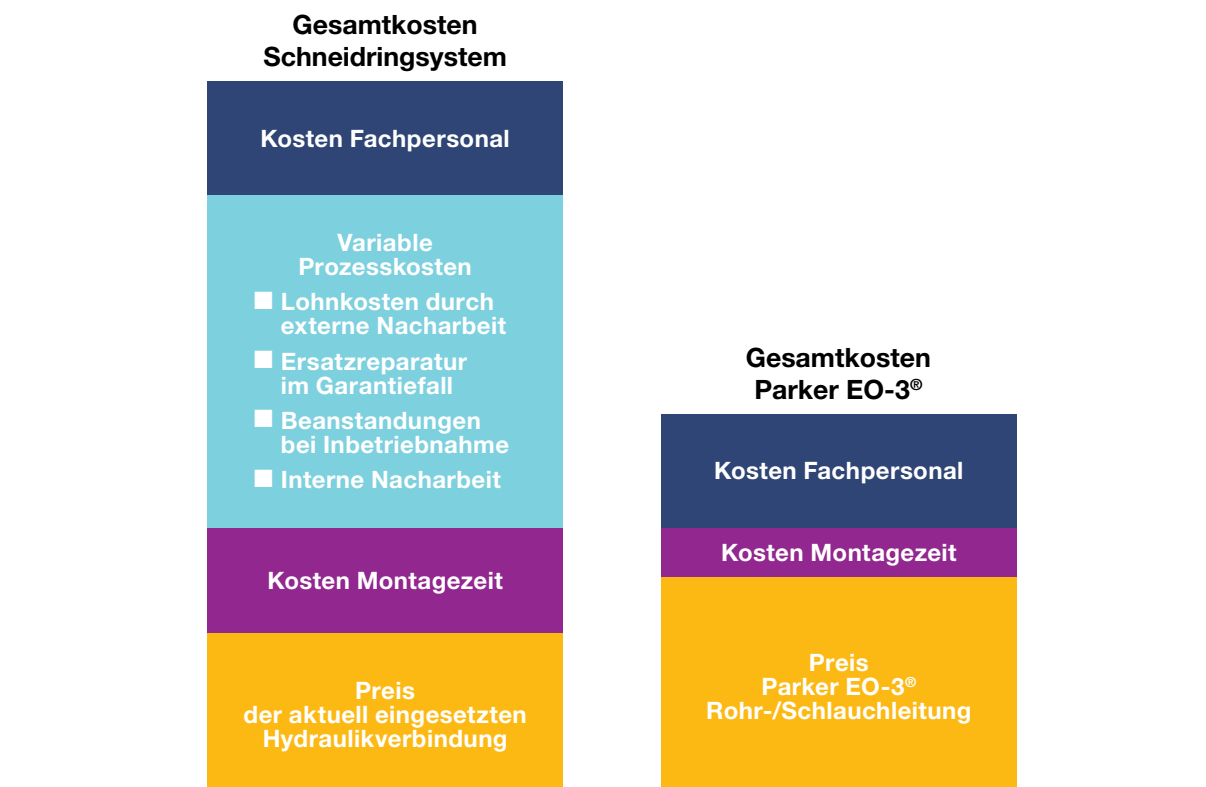 Gesamtkosten
Schneidringsystem
Kosten Fachpersonal
Variable
Prozesskosten
■ Lohnkosten durch
externe Nacharbeit
■ Ersatzreparatur
im Garantiefall
■ Beanstandungen
bei Inbetriebnahme
■ Interne Nacharbeit
Kosten Montagezeit
Preis
der aktuell eingesetzten
Hydraulikverbindung
Gesamtkosten
Parker EO-3®
Kosten Fachpersonal
Kosten Montagezeit
Preis
Parker EO-3®
Rohr-/Schlauchleitung